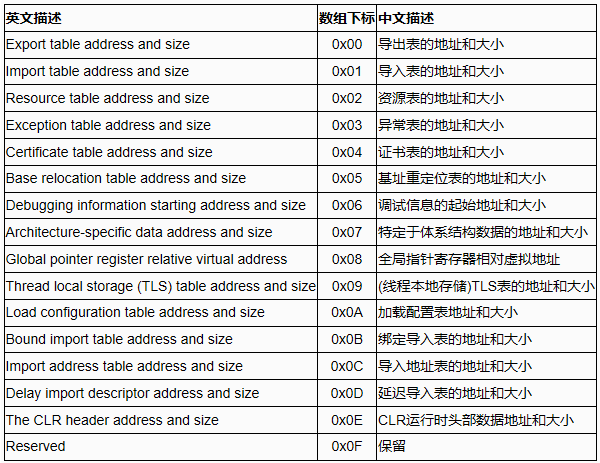 英文描述 数组下标 中文描述
Export table address and size 0x00 导出表的地址和大小
Import table address and size 0x01 导入表的地址和大小
Resource table address and size 0x02 资源表的地址和大小
Exception table address and size 0x03 异常表的地址和大小
Certificate table address and size 0x04 证书表的地址和大小
Base relocation table address and size 0x05 基址重定位表的地址和大小
Debugging information starting address and size 0x06 调试信息的起始地址和大小
Architecture-specific data address and size 0x07 特定于体系结构数据的地址和大小
Global pointer register relative virtual address 0x08 全局指针寄存器相对虚拟地址
Thread local storage (TLS) table address and size 0x09 (线程本地存储)TLS表的地址和大小
Load configuration table address and size 0x0A 加载配置表地址和大小
Bound import table address and size 0x0B 绑定导入表的地址和大小
Import address table address and size 0x0C 导入地址表的地址和大小
Delay import descriptor address and size 0x0D 延迟导入表的地址和大小
The CLR header address and size 0x0E CLR运行时头部数据地址和大小
Reserved 0x0F 保留